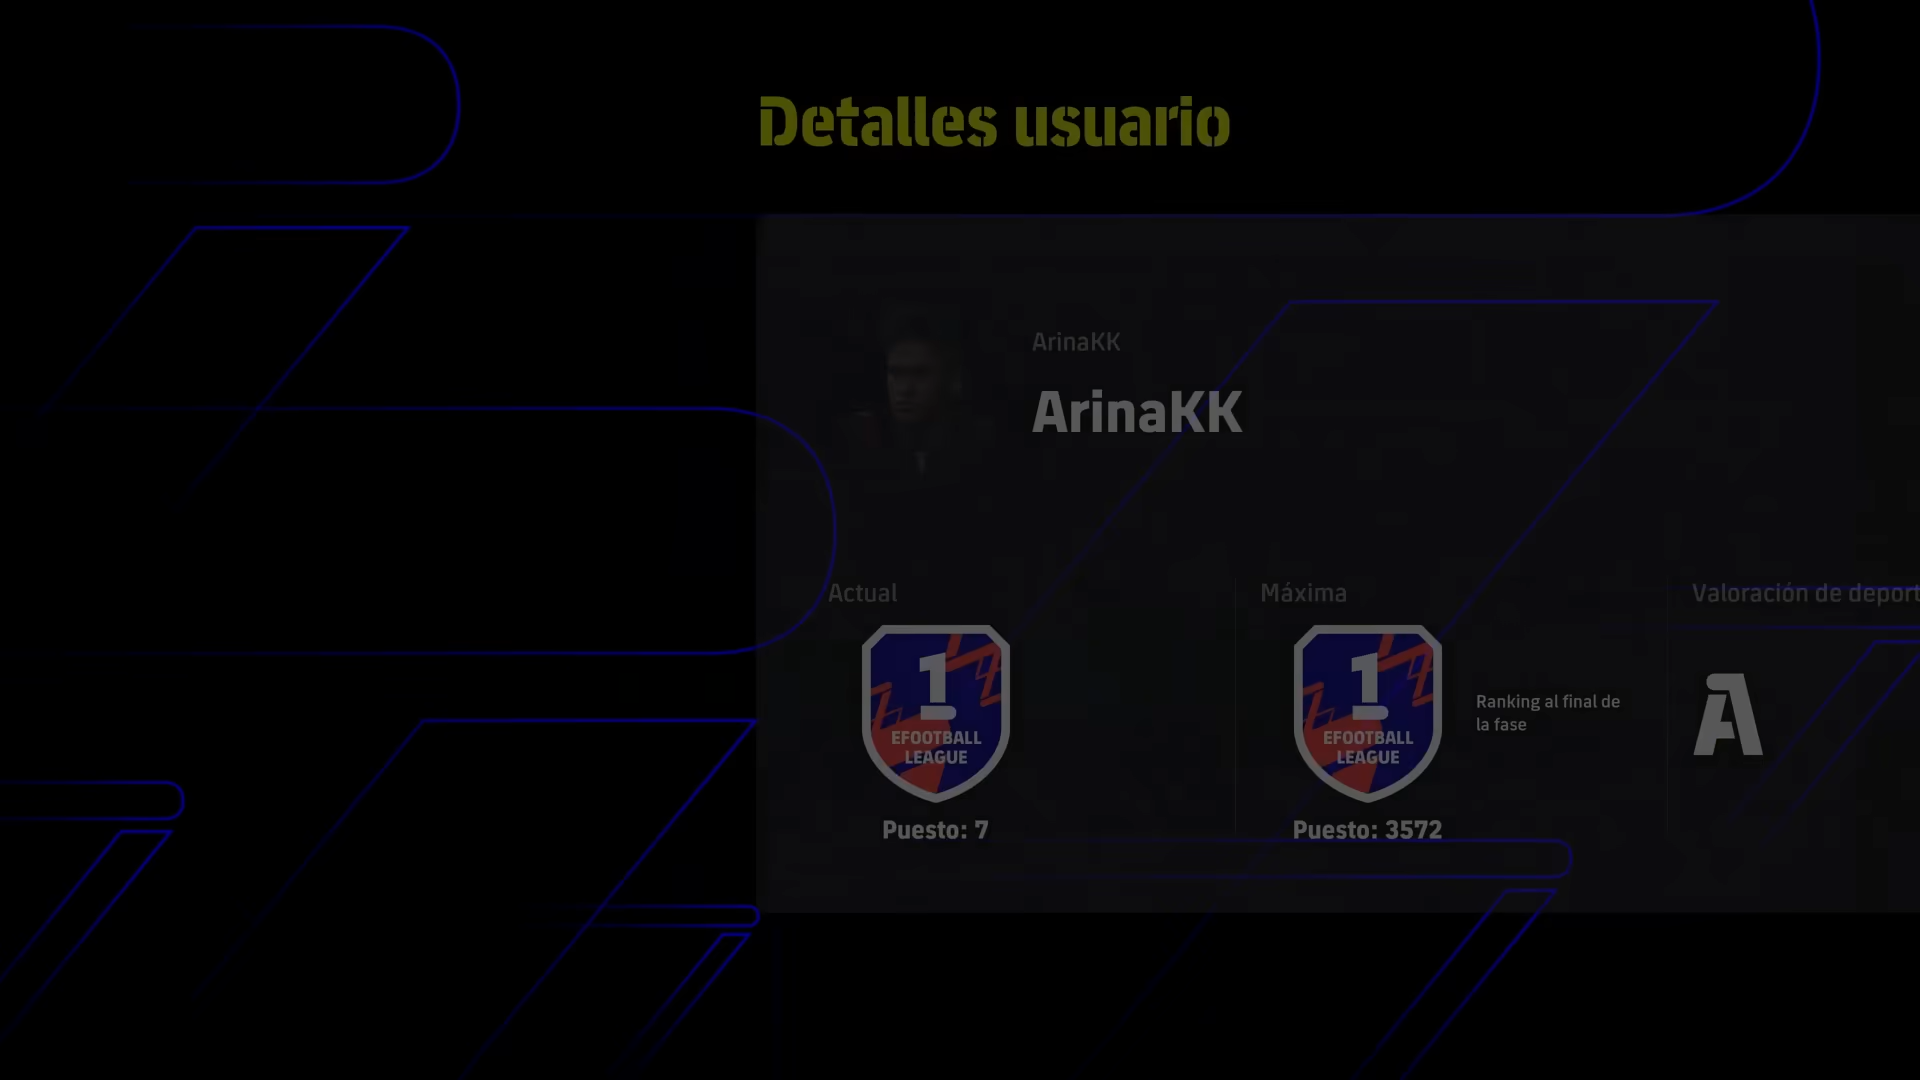 Detalles usuario
ArinaKK
ArinaKK
Actual
1
EFOOTBALL
LEAGUE
Puesto: 7
Máxima
1
EFOOTBALL
LEAGUE
Puesto: 3572
Ranking al final de
la fase
Valoración de deport
A